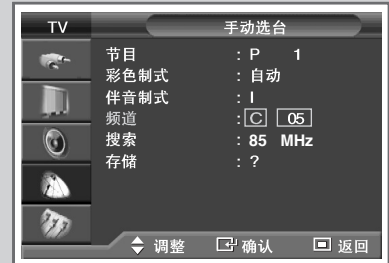 TV 手动选台
节目 : P 1
彩色制式 : 自动
伴音制式 : I
频道 : C 05
搜索 : 85 MHz
存储 : ?
调整 确认 返回